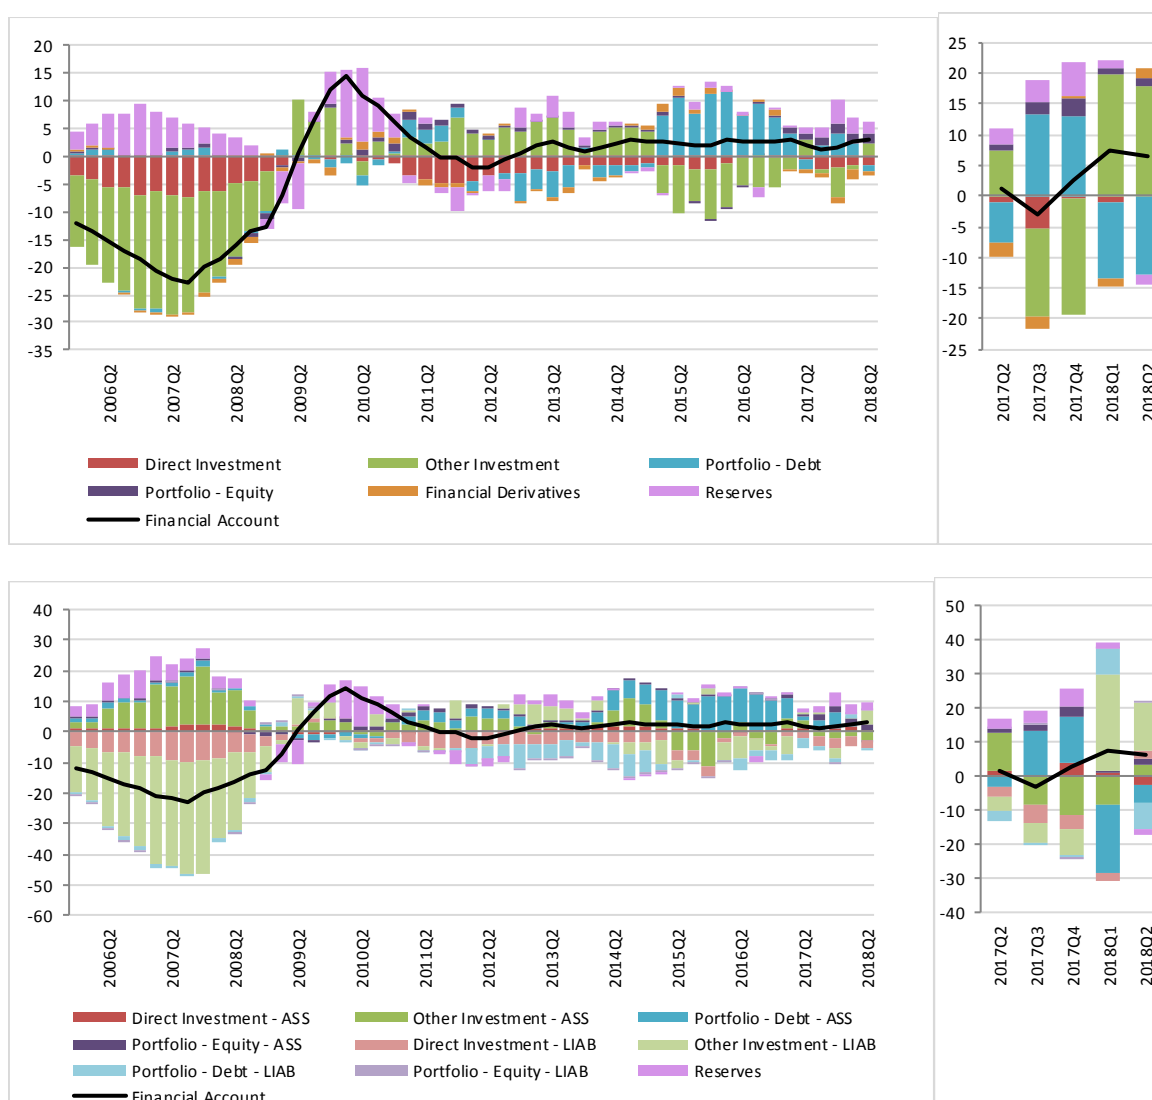 20
15
10
5
0
-5
-10
-15
-20
-25
-30
-35
2006Q2
2007Q2
2008Q2
2009Q2
2010Q2
2011Q2
2012Q2
2013Q2
2014Q2
2015Q2
2016Q2
2017Q2
2018Q2
Direct Investment
Other Investment
Portfolio - Debt
Portfolio - Equity
Financial Derivatives
Reserves
Financial Account
25
20
15
10
5
0
-5
-10
-15
-20
-25
2017Q2
2017Q3
2017Q4
2018Q1
2018Q2
40
30
20
10
0
-10
-20
-30
-40
-50
-60
2006Q2
2007Q2
2008Q2
2009Q2
2010Q2
2011Q2
2012Q2
2013Q2
2014Q2
2015Q2
2016Q2
2017Q2
2018Q2
Direct Investment - ASS
Other Investment - ASS
Portfolio - Debt - ASS
Portfolio - Equity - ASS
Direct Investment - LIAB
Other Investment - LIAB
Portfolio - Debt - LIAB
Portfolio - Equity - LIAB
Reserves
Financial Account
50
40
30
20
10
0
-10
-20
-30
-40
2017Q2
2017Q3
2017Q4
2018Q1
2018Q2